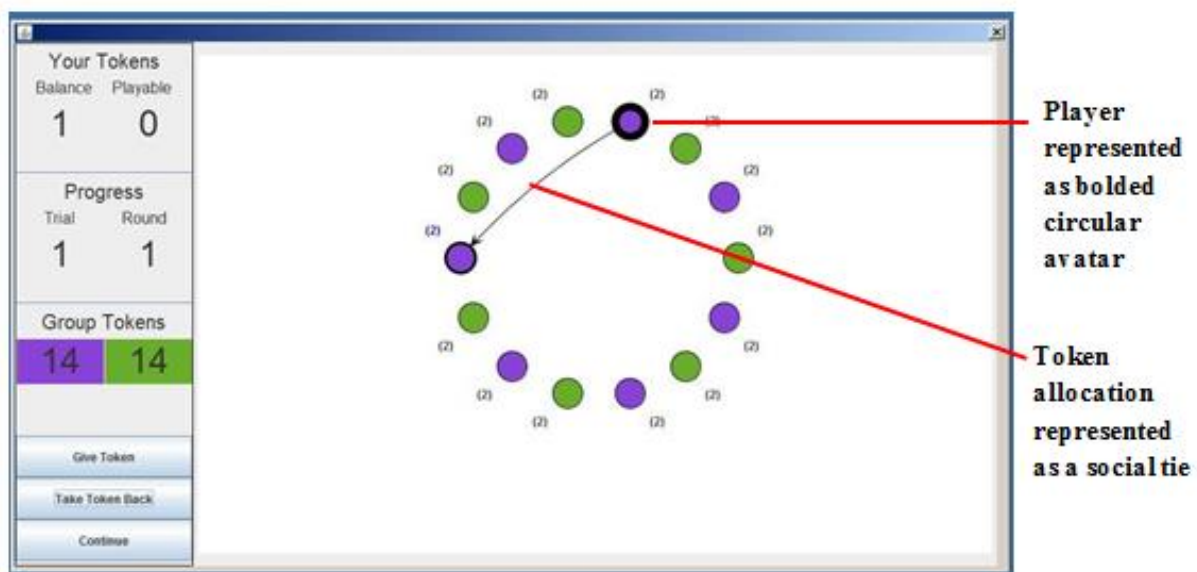 Your Tokens
Balance Playable
1 0
Progress
Trial Round
1 1
Group Tokens
14 14
Give Token
Take Token Back
Continue
(2) (2)
(2) (2)
(2) (2)
(2) (2)
(2) (2)
(2) (2)
(2) (2)
Player
represented
as bolded
circular
avatar
Token
allocation
represented
as a social tie